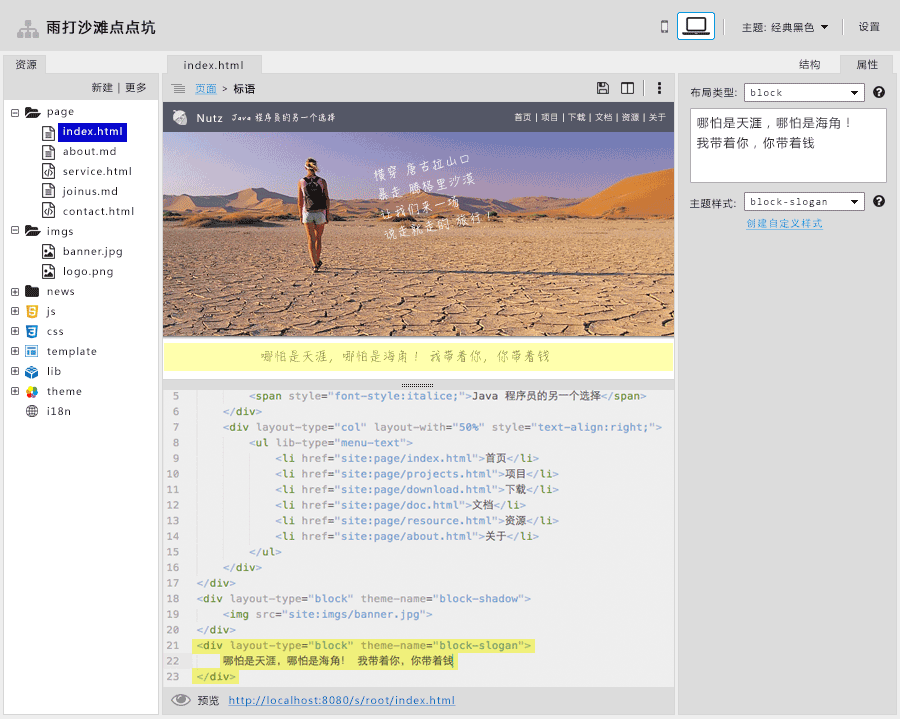 雨打沙滩点点坑
主题: 经典黑色
设置
资源
index.html
结构
属性
新建 | 更多
页面 > 标语
布局类型: block
page
index.html
about.md
service.html
joinus.md
contact.html
imgs
banner.jpg
logo.png
news
js
css
template
lib
theme
i18n
Nutz Java 程序员的另一个选择
首页 | 项目 | 下载 | 文档 | 资源 | 关于
横穿 唐古拉山口
暴走 腾格里沙漠
让我们来一场
说走就走的 旅行！
哪怕是天涯，哪怕是海角！ 我带着你，你带着钱
5 <span style="font-style:italice;">Java 程序员的另一个选择</span>
6 </div>
7 <div layout-type="col" layout-with="50%" style="text-align:right;">
8 <ul lib-type="menu-text">
9 <li href="site:page/index.html">首页</li>
10 <li href="site:page/projects.html">项目</li>
11 <li href="site:page/download.html">下载</li>
12 <li href="site:page/doc.html">文档</li>
13 <li href="site:page/resource.html">资源</li>
14 <li href="site:page/about.html">关于</li>
15 </ul>
16 </div>
17 </div>
18 <div layout-type="block" theme-name="block-shadow">
19 <img src="site:imgs/banner.jpg">
20 </div>
21 <div layout-type="block" theme-name="block-slogan">
22 哪怕是天涯，哪怕是海角！ 我带着你，你带着钱
23 </div>
预览 http://localhost:8080/s/root/index.html
哪怕是天涯，哪怕是海角！
我带着你，你带着钱
主题样式: block-slogan
创建自定义样式